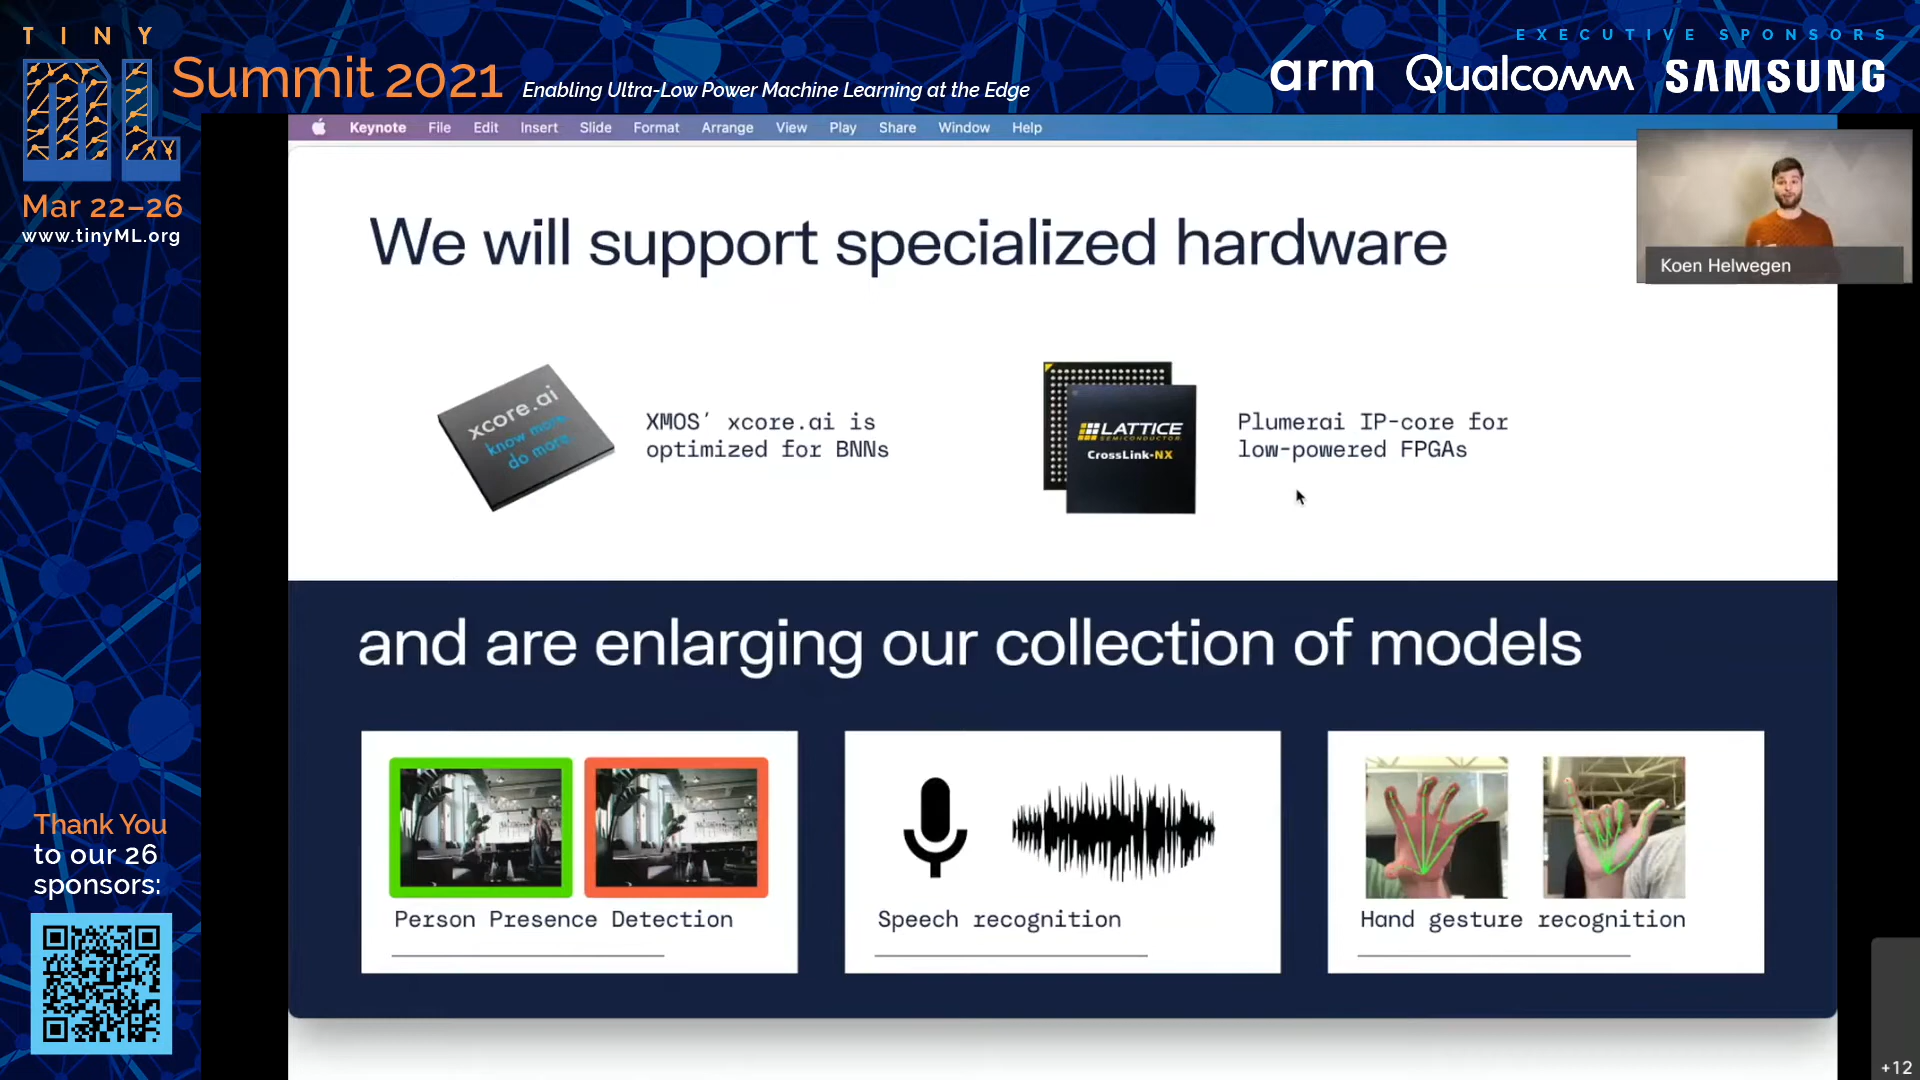 TINY
ML
Summit 2021
Enabling Ultra-Low Power Machine Learning at the Edge
EXECUTIVE SPONSORS
arm Qualcomm SAMSUNG
Mar 22–26
www.tinyML.org
Keynote File Edit Insert Slide Format Arrange View Play Share Window Help
Koen Helwegen
We will support specialized hardware
xcore.ai
know more
do more
XMOS’ xcore.ai is
optimized for BNNs
LATTICE
SEMICONDUCTOR
CrossLink-NX
Plumerai IP-core for
low-powered FPGAs
and are enlarging our collection of models
Person Presence Detection
Speech recognition
Hand gesture recognition
Thank You
to our 26
sponsors:
+12